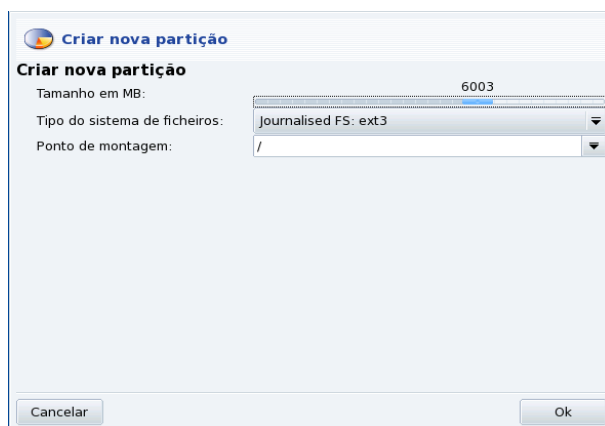 Criar nova partição
Criar nova partição
6003
Tamanho em MB:
Tipo do sistema de ficheiros: Journalised FS: ext3
Ponto de montagem: /
Cancelar Ok